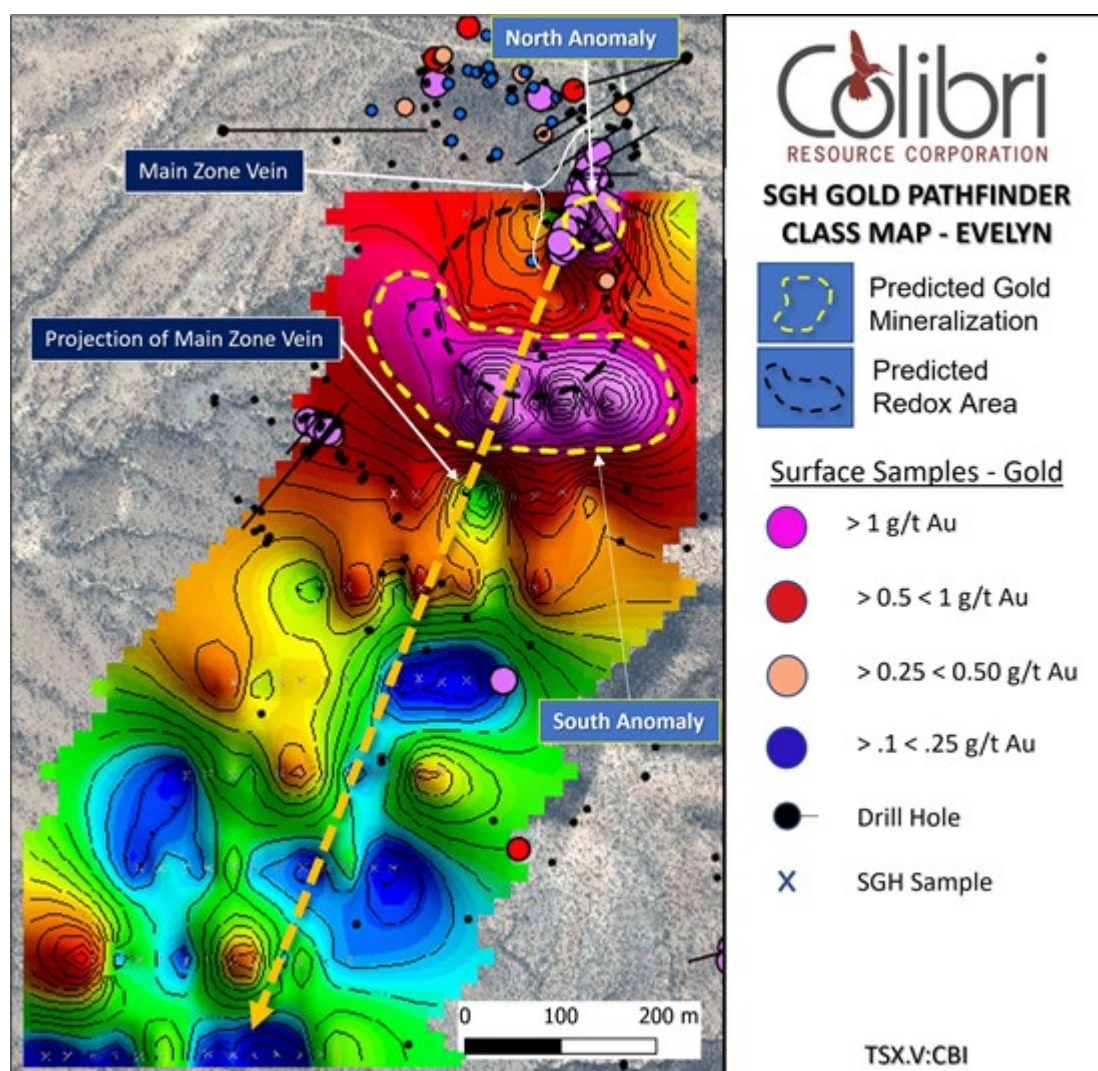 North Anomaly
Main Zone Vein
Projection of Main Zone Vein
South Anomaly
0 100 200 m
Colibri
RESOURCE CORPORATION
SGH GOLD PATHFINDER
CLASS MAP - EVELYN
Predicted Gold
Mineralization
Predicted
Redox Area
Surface Samples - Gold
> 1 g/t Au
> 0.5 < 1 g/t Au
> 0.25 < 0.50 g/t Au
> .1 < .25 g/t Au
Drill Hole
X SGH Sample
TSX.V:CBI